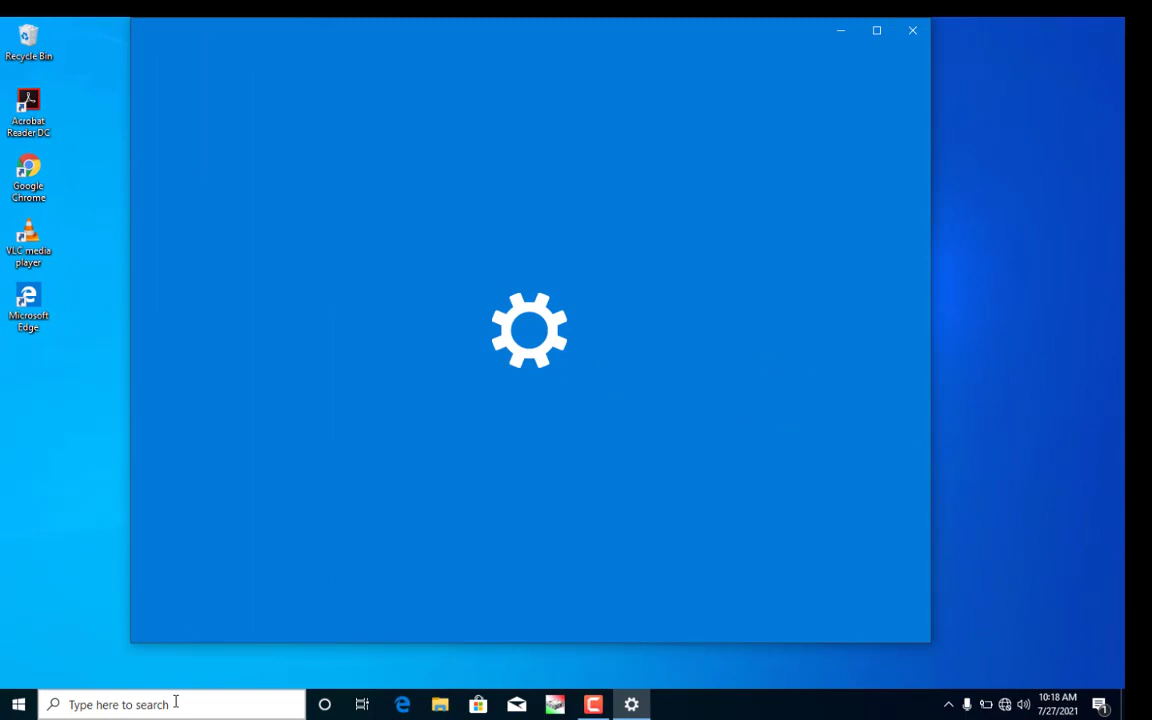 Recycle Bin
Acrobat
Reader DC
Google
Chrome
VLC media
player
Microsoft
Edge
Type here to search
10:18 AM
7/27/2021
1